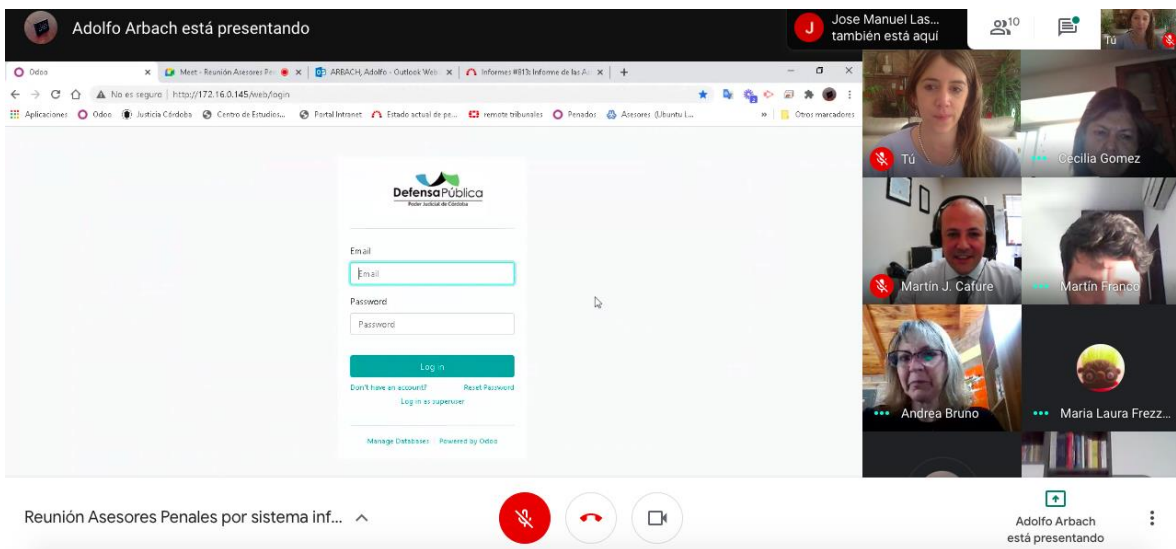 Adolfo Arbach está presentando
J
Jose Manuel Las...
también está aquí
10
Tú
Odoo
Meet - Reunión Asesores Pe
ARBACH, Adolfo - Outlook Web
Informes #813: Informe de las A
No es seguro | http://172.16.0.145/web/login
Aplicaciones
Odoo
Justicia Córdoba
Centro de Estudios...
Portal Intranet
Estado actual de pe...
remote tribunales
Penados
Asesores (Ubuntu L...
Otros marcadores
DefensaPública
Poder Judicial de Córdoba
Email
Email
Password
Password
Log in
Don't have an account?
Reset Password
Log in as superuser
Manage Databases | Powered by Odoo
Tú
Cecilia Gomez
Martín J. Cafure
Martín Franco
Andrea Bruno
Maria Laura Frezz...
Reunión Asesores Penales por sistema inf...
Adolfo Arbach
está presentando